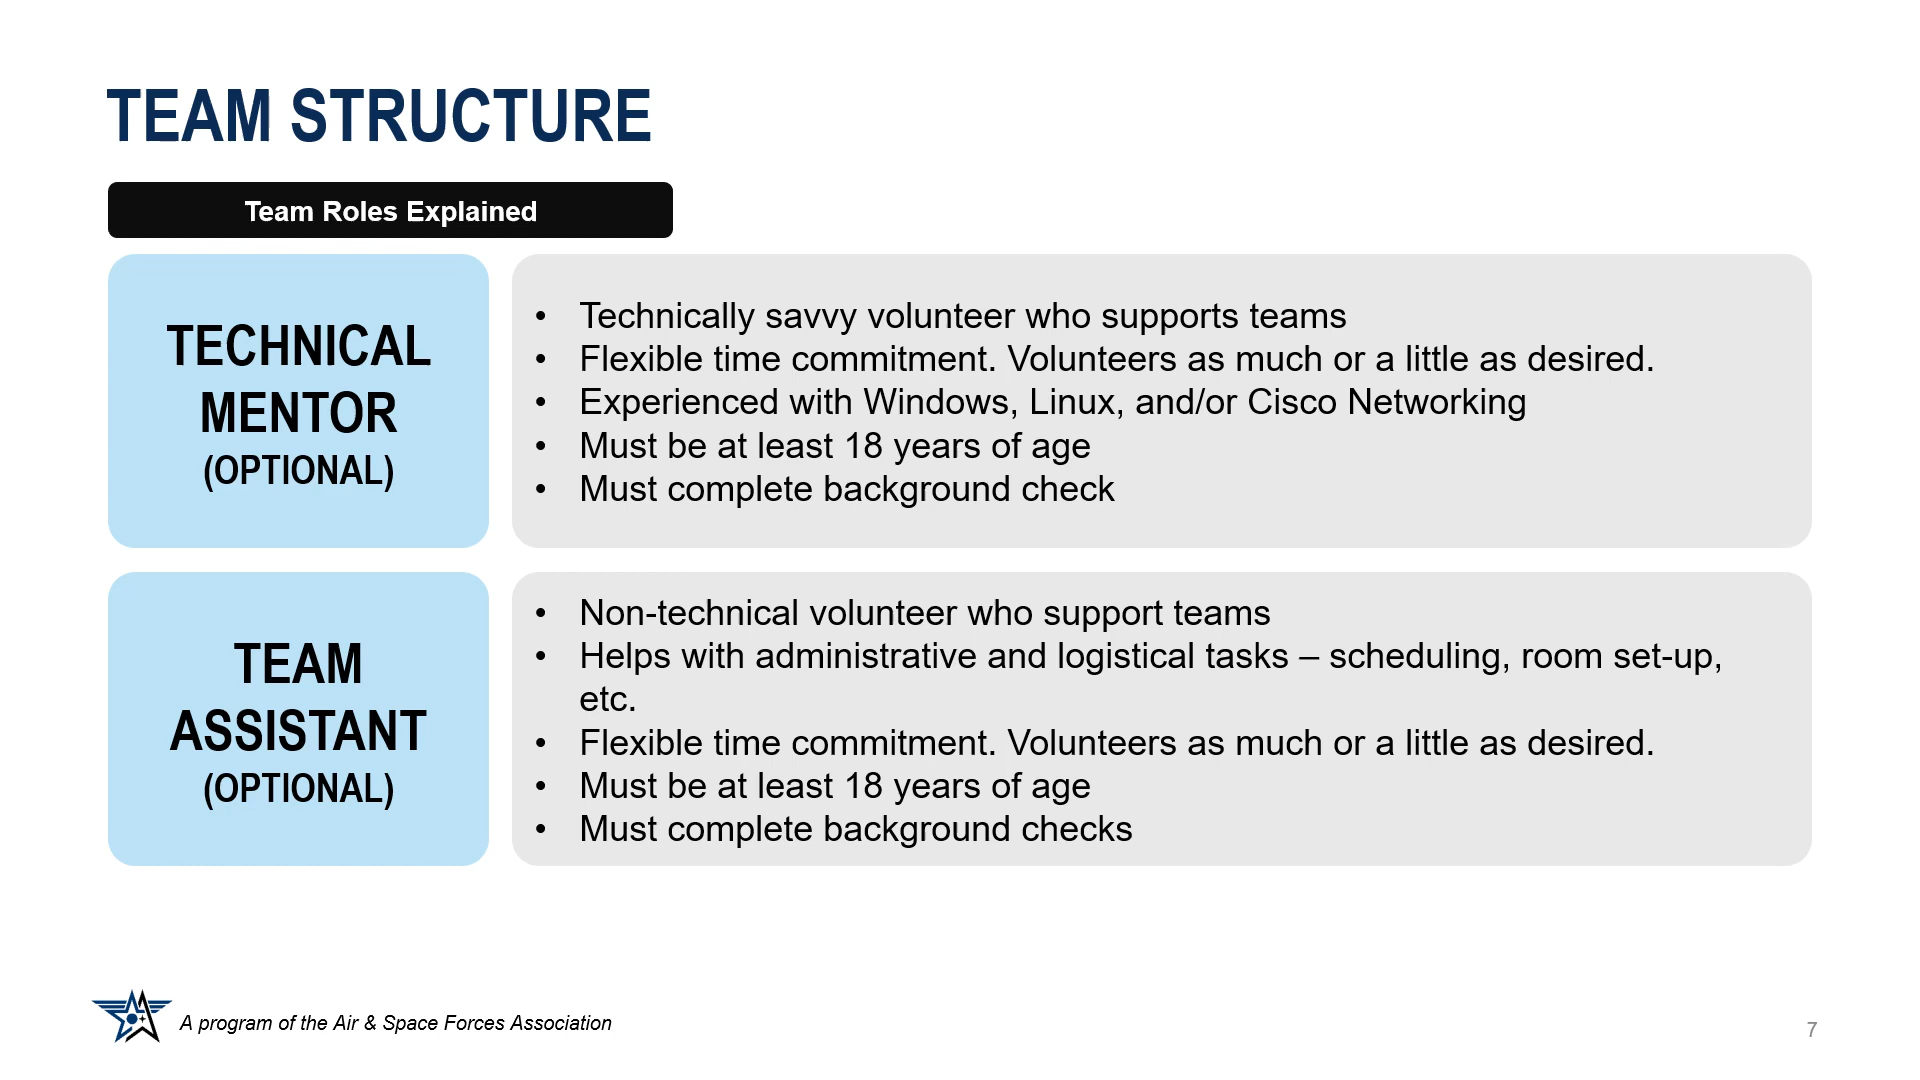 TEAM STRUCTURE
Team Roles Explained
TECHNICAL
MENTOR
(OPTIONAL)
• Technically savvy volunteer who supports teams
• Flexible time commitment. Volunteers as much or a little as desired.
• Experienced with Windows, Linux, and/or Cisco Networking
• Must be at least 18 years of age
• Must complete background check
TEAM
ASSISTANT
(OPTIONAL)
• Non-technical volunteer who support teams
• Helps with administrative and logistical tasks – scheduling, room set-up,
etc.
• Flexible time commitment. Volunteers as much or a little as desired.
• Must be at least 18 years of age
• Must complete background checks
A program of the Air & Space Forces Association
7